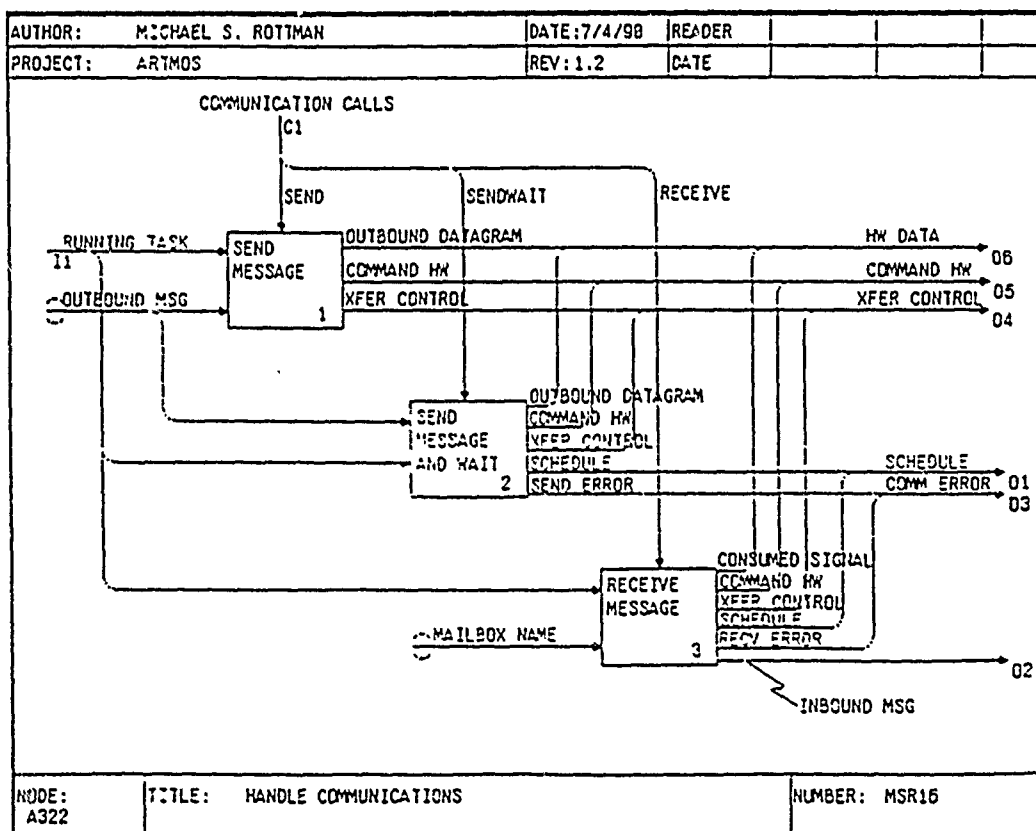 AUTHOR: MICHAEL S. ROTTMAN DATE:7/4/90 READER
PROJECT: ARTMOS REV:1.2 DATE
COMMUNICATION CALLS
C1
SEND SENDWAIT RECEIVE
RUNNING TASK
I1
OUTBOUND MSG
SEND
MESSAGE
1
OUTBOUND DATAGRAM
COMMAND HW
XFER CONTROL
HW DATA
O6
COMMAND HW
O5
XFER CONTROL
O4
SEND
MESSAGE
AND WAIT
2
OUTBOUND DATAGRAM
COMMAND HW
XFER CONTROL
SCHEDULE
SEND ERROR
SCHEDULE
O1
COMM ERROR
O3
RECEIVE
MESSAGE
3
CONSUMED SIGNAL
COMMAND HW
XFER CONTROL
SCHEDULE
RECV ERROR
MAILBOX NAME
O2
INBOUND MSG
NODE: TITLE: HANDLE COMMUNICATIONS NUMBER: MSR16
A322